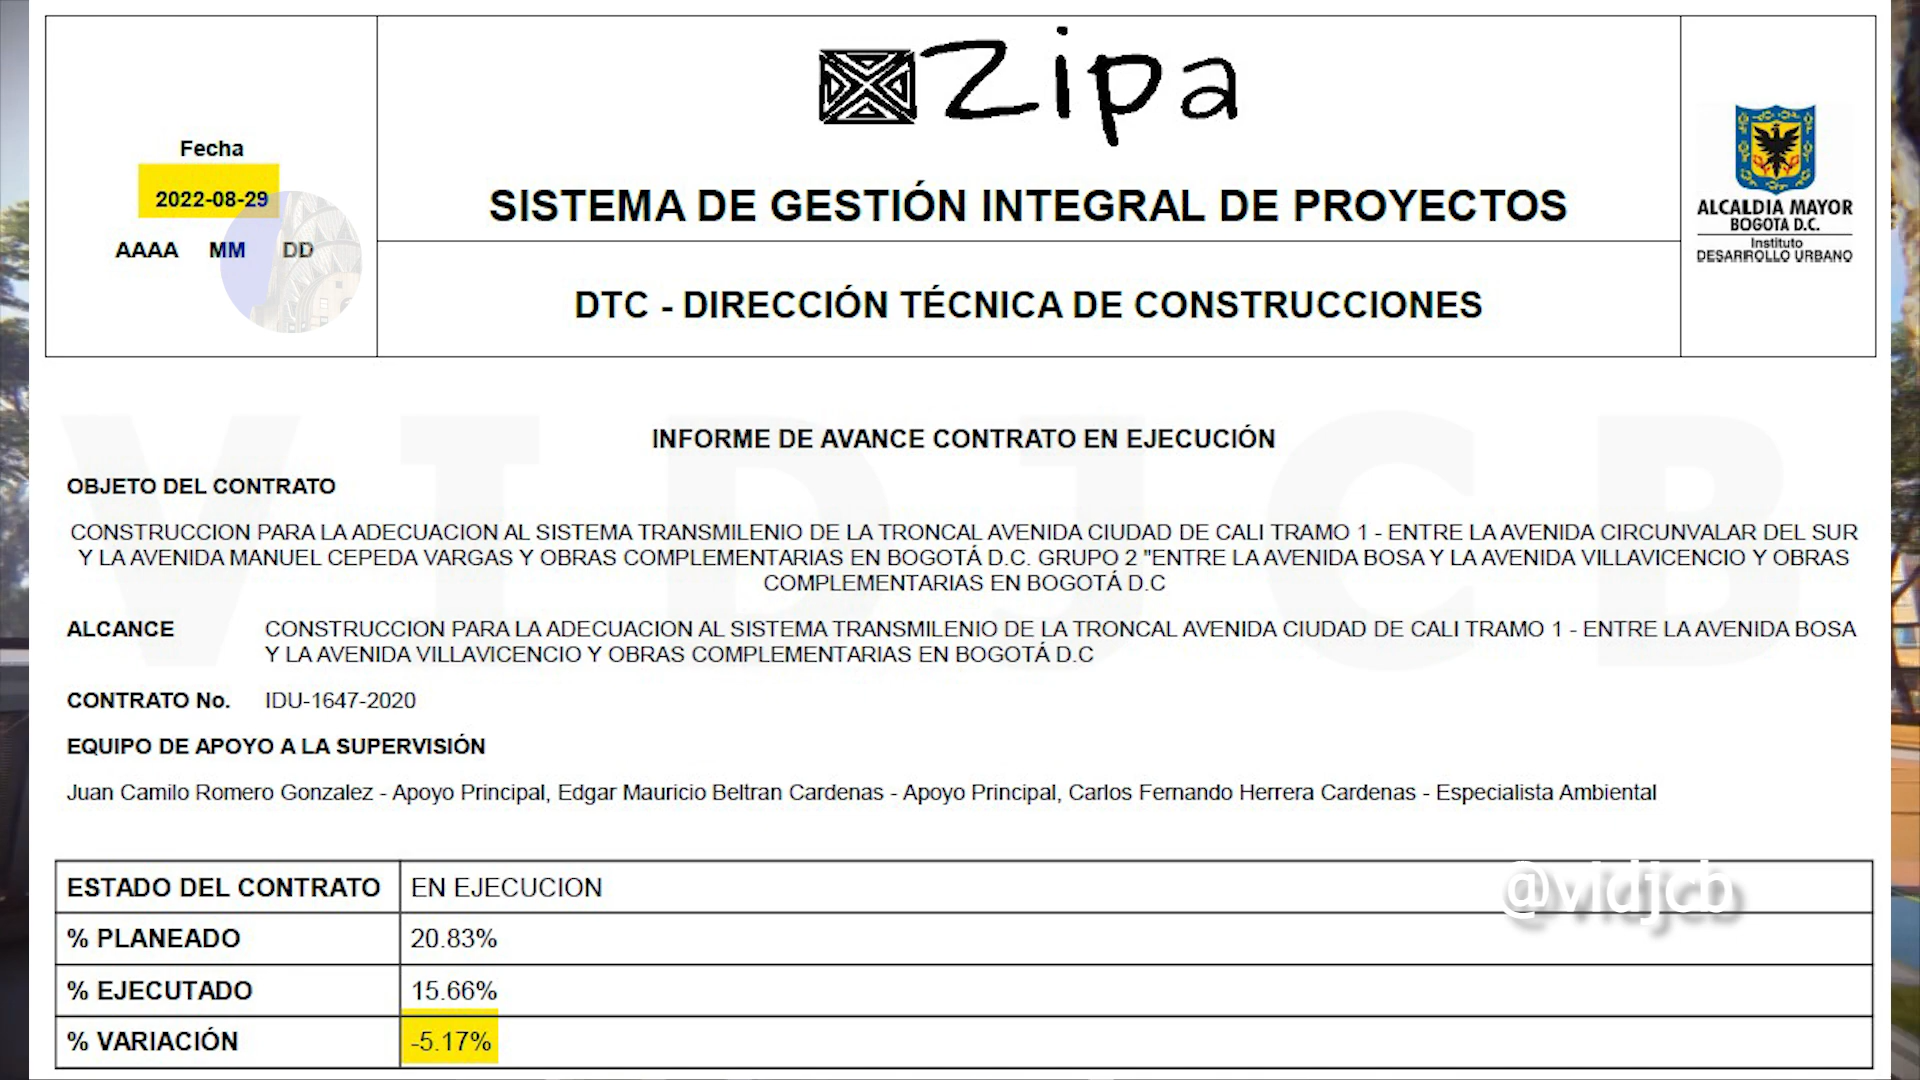 Zipa
Fecha
2022-08-29
AAAA MM DD
SISTEMA DE GESTIÓN INTEGRAL DE PROYECTOS
DTC - DIRECCIÓN TÉCNICA DE CONSTRUCCIONES
ALCALDIA MAYOR
BOGOTA D.C.
Instituto
DESARROLLO URBANO
VIDJCB
INFORME DE AVANCE CONTRATO EN EJECUCIÓN
OBJETO DEL CONTRATO
CONSTRUCCION PARA LA ADECUACION AL SISTEMA TRANSMILENIO DE LA TRONCAL AVENIDA CIUDAD DE CALI TRAMO 1 - ENTRE LA AVENIDA CIRCUNVALAR DEL SUR
Y LA AVENIDA MANUEL CEPEDA VARGAS Y OBRAS COMPLEMENTARIAS EN BOGOTÁ D.C. GRUPO 2 "ENTRE LA AVENIDA BOSA Y LA AVENIDA VILLAVICENCIO Y OBRAS
COMPLEMENTARIAS EN BOGOTÁ D.C
ALCANCE CONSTRUCCION PARA LA ADECUACION AL SISTEMA TRANSMILENIO DE LA TRONCAL AVENIDA CIUDAD DE CALI TRAMO 1 - ENTRE LA AVENIDA BOSA
Y LA AVENIDA VILLAVICENCIO Y OBRAS COMPLEMENTARIAS EN BOGOTÁ D.C
CONTRATO No. IDU-1647-2020
EQUIPO DE APOYO A LA SUPERVISIÓN
Juan Camilo Romero Gonzalez - Apoyo Principal, Edgar Mauricio Beltran Cardenas - Apoyo Principal, Carlos Fernando Herrera Cardenas - Especialista Ambiental
ESTADO DEL CONTRATO EN EJECUCION
@vidjcb
% PLANEADO 20.83%
% EJECUTADO 15.66%
% VARIACIÓN -5.17%